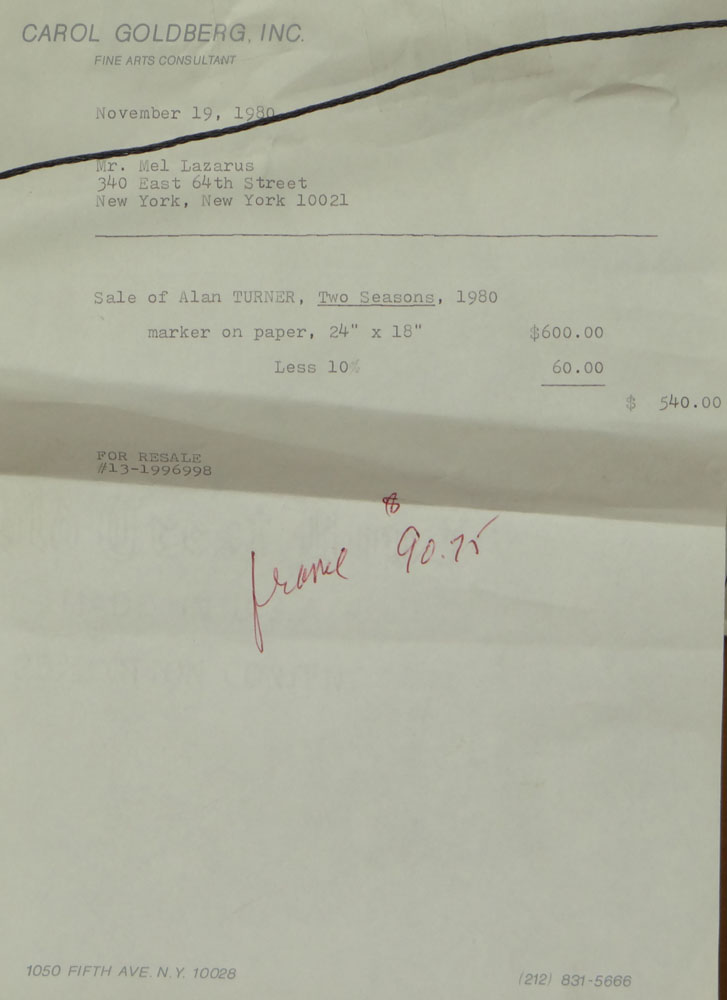 CAROL GOLDBERG, INC.
FINE ARTS CONSULTANT
November 19, 1980
Mr. Mel Lazarus
340 East 64th Street
New York, New York 10021
Sale of Alan TURNER, Two Seasons, 1980
marker on paper, 24" x 18" $600.00
Less 10% 60.00
$ 540.00
FOR RESALE
#13-1996998
frame $90.75
1050 FIFTH AVE. N.Y. 10028
(212) 831-5666